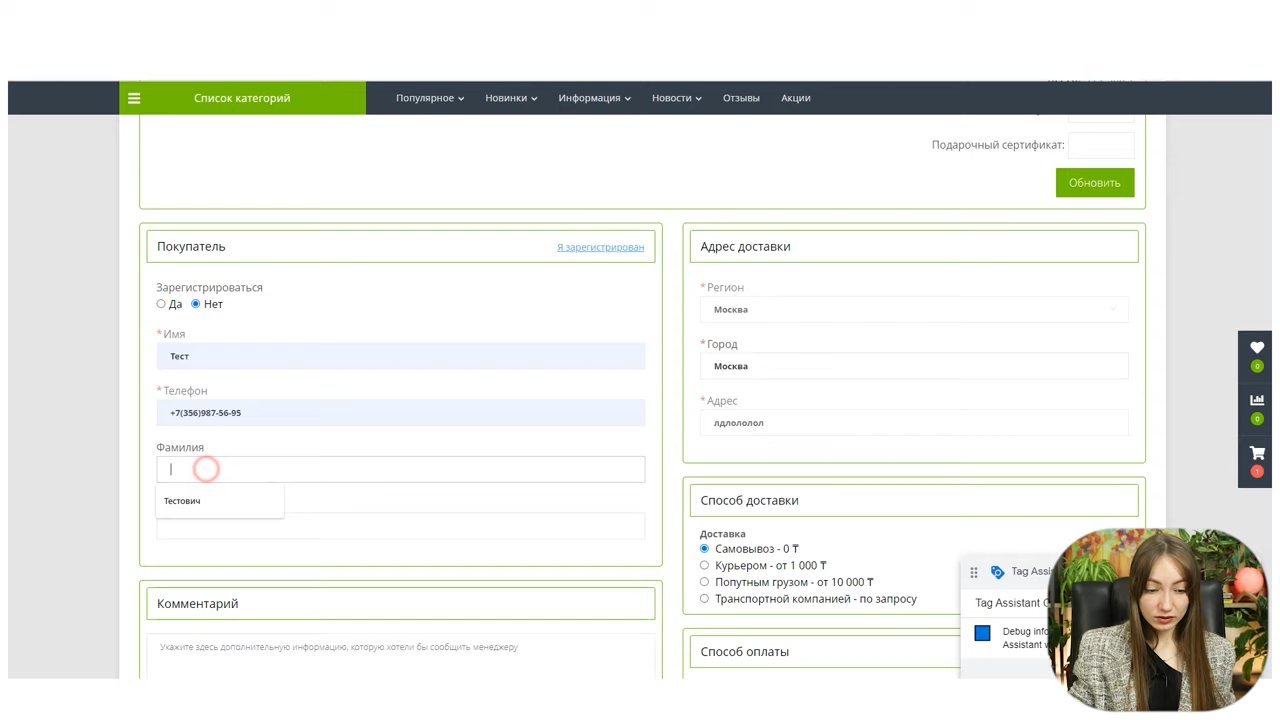 Список категорий
Популярное
Новинки
Информация
Новости
Отзывы
Акции
Подарочный сертификат:
Обновить
Покупатель
Я зарегистрирован
Зарегистрироваться
Да
Нет
*Имя
Тест
*Телефон
+7(356)987-56-95
Фамилия
Тестович
Комментарий
Укажите здесь дополнительную информацию, которую хотели бы сообщить менеджеру
Адрес доставки
*Регион
Москва
*Город
Москва
*Адрес
лдлололол
Способ доставки
Доставка
Самовывоз - 0 ₸
Курьером - от 1 000 ₸
Попутным грузом - от 10 000 ₸
Транспортной компанией - по запросу
Способ оплаты
0
0
1
Tag Assis
Tag Assistant C
Debug info
Assistant w